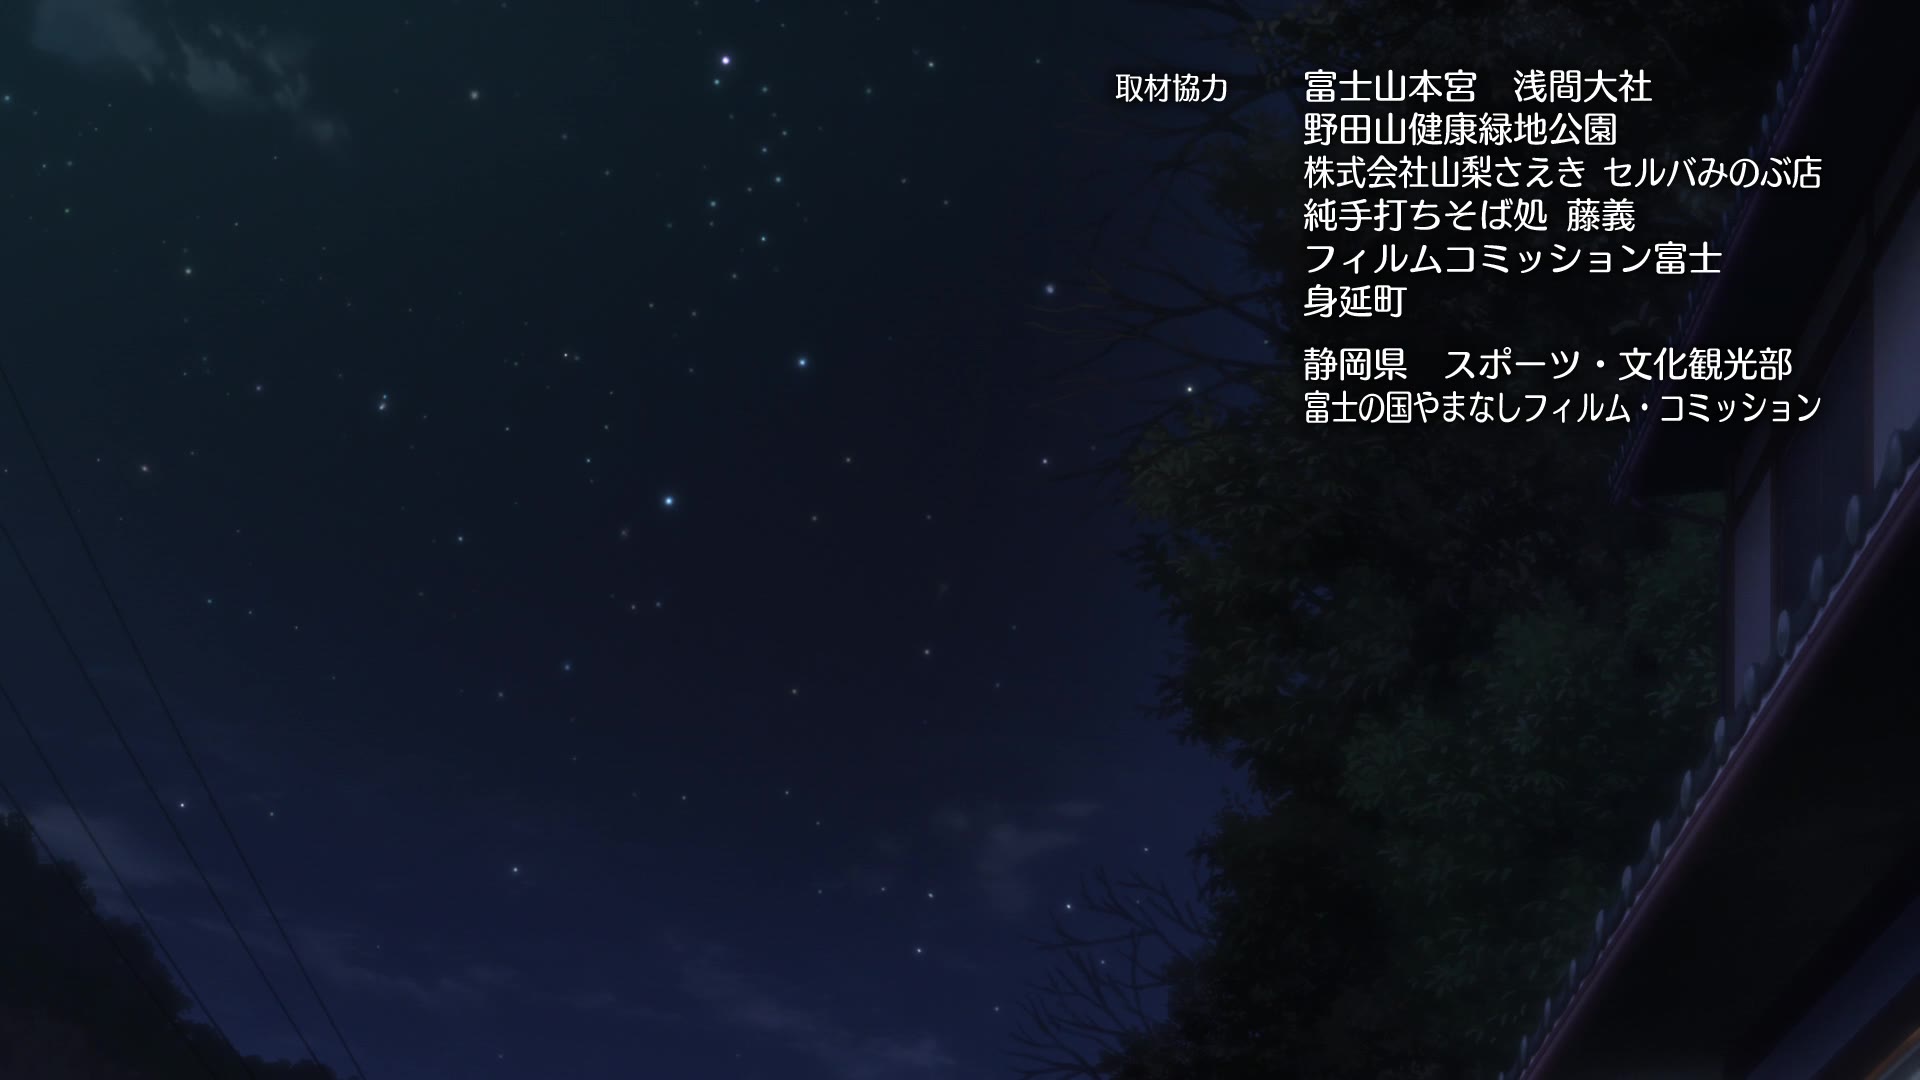 取材協力　富士山本宮　浅間大社
野田山健康緑地公園
株式会社山梨さえき セルバみのぶ店
純手打ちそば処 藤義
フィルムコミッション富士
身延町
静岡県　スポーツ・文化観光部
富士の国やまなしフィルム・コミッション